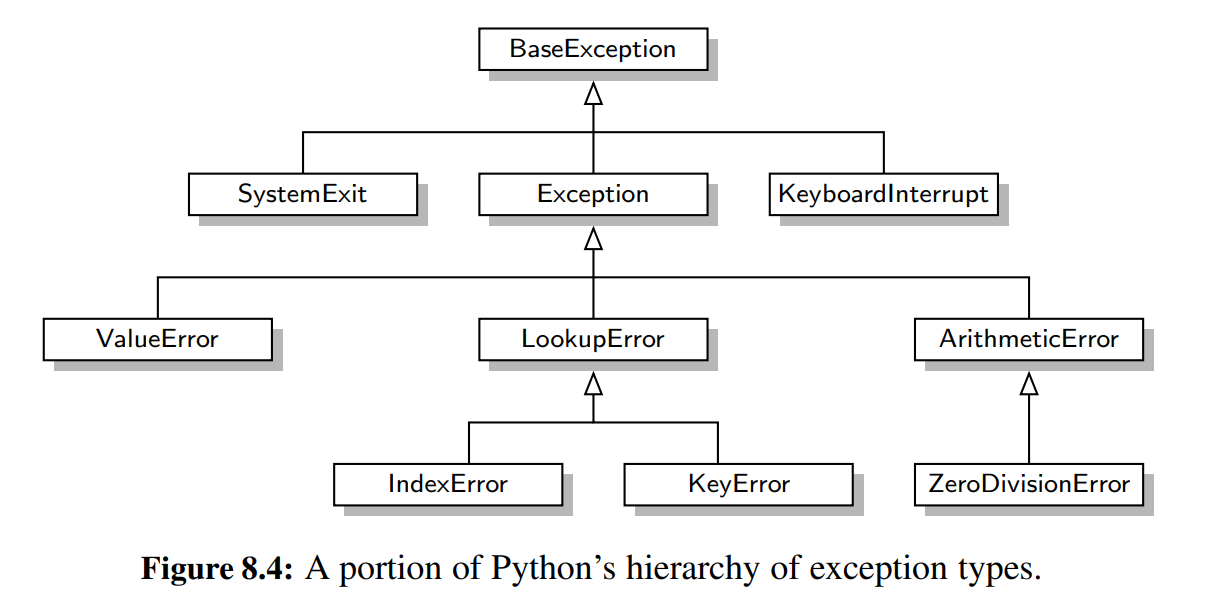 BaseException
SystemExit
Exception
KeyboardInterrupt
ValueError
LookupError
ArithmeticError
IndexError
KeyError
ZeroDivisionError
Figure 8.4: A portion of Python’s hierarchy of exception types.